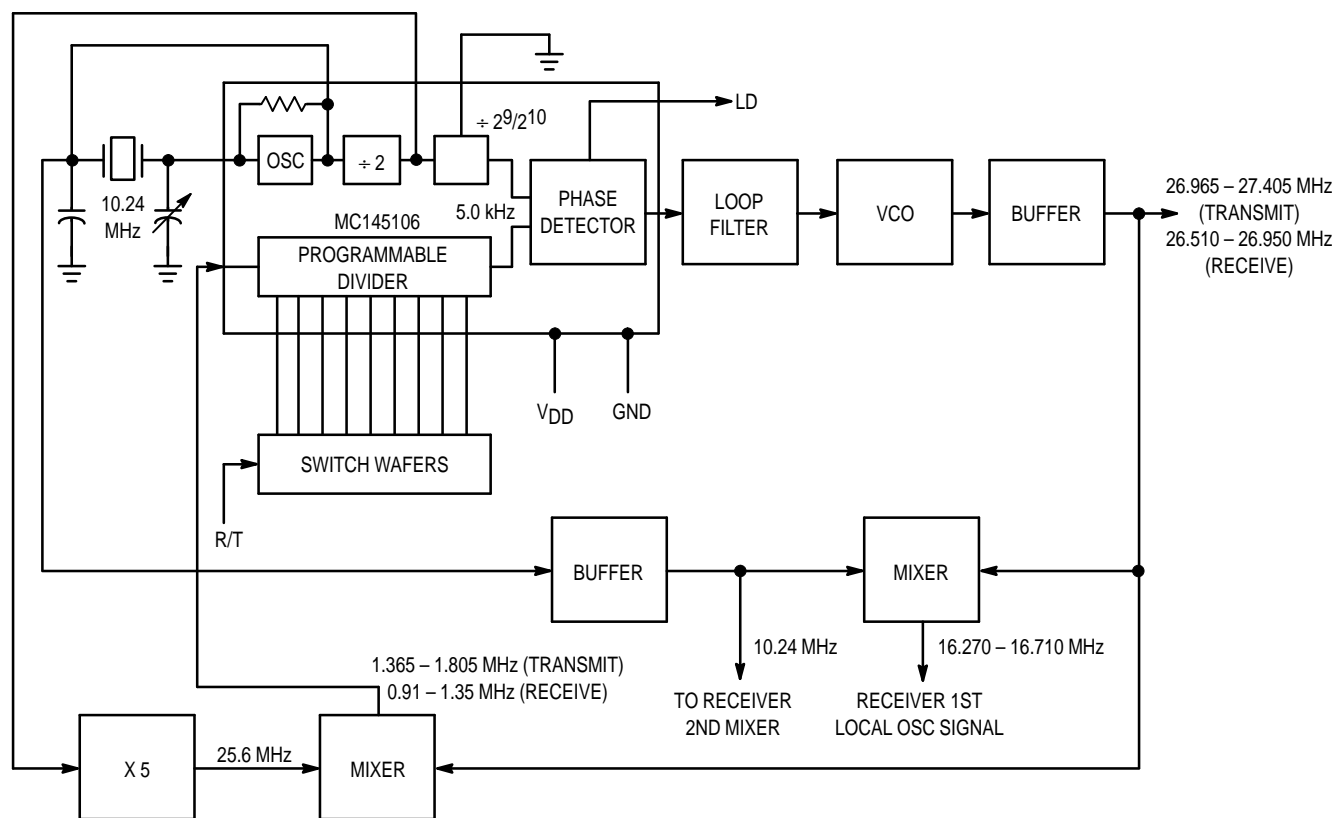 ÷ 2⁹/2¹⁰
LD
OSC
÷ 2
10.24
MHz
5.0 kHz
PHASE
DETECTOR
LOOP
FILTER
VCO
BUFFER
26.965 – 27.405 MHz
(TRANSMIT)
26.510 – 26.950 MHz
(RECEIVE)
MC145106
PROGRAMMABLE
DIVIDER
VDD
GND
SWITCH WAFERS
R/T
BUFFER
MIXER
10.24 MHz
16.270 – 16.710 MHz
TO RECEIVER
2ND MIXER
RECEIVER 1ST
LOCAL OSC SIGNAL
1.365 – 1.805 MHz (TRANSMIT)
0.91 – 1.35 MHz (RECEIVE)
X 5
25.6 MHz
MIXER